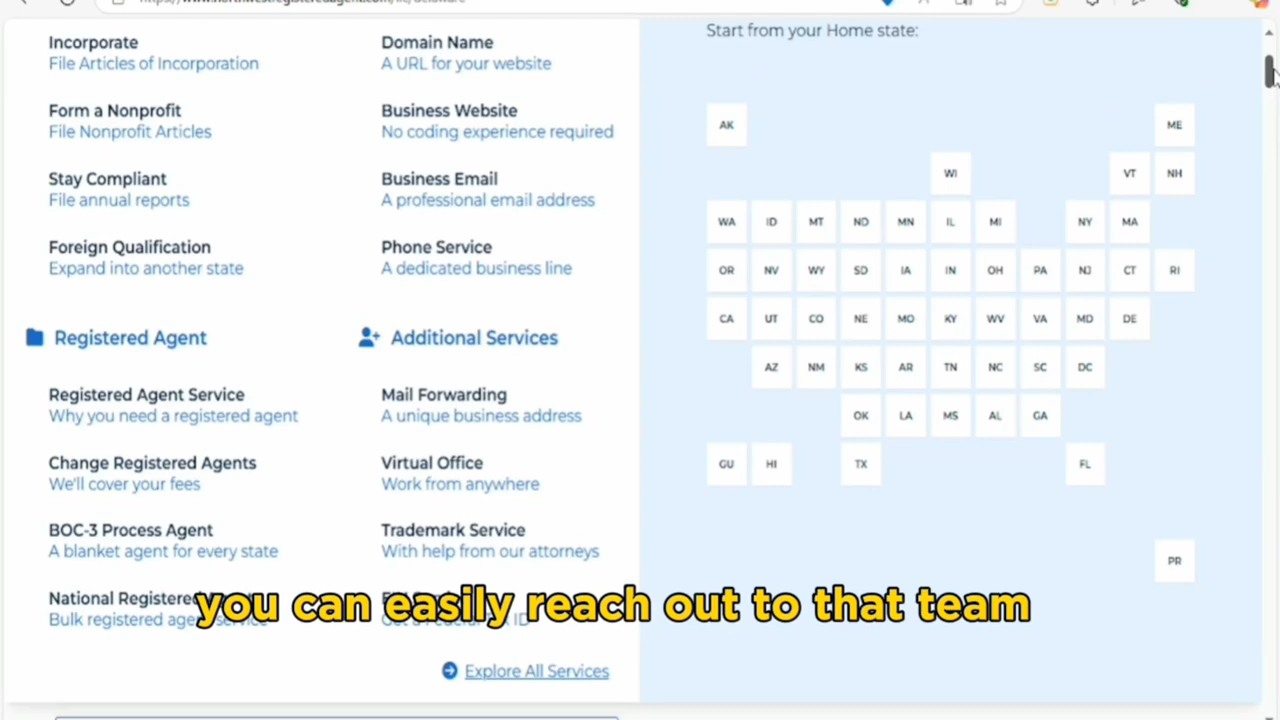 Incorporate
File Articles of Incorporation
Form a Nonprofit
File Nonprofit Articles
Stay Compliant
File annual reports
Foreign Qualification
Expand into another state
Domain Name
A URL for your website
Business Website
No coding experience required
Business Email
A professional email address
Phone Service
A dedicated business line
Registered Agent
Registered Agent Service
Why you need a registered agent
Change Registered Agents
We'll cover your fees
BOC-3 Process Agent
A blanket agent for every state
National Registered
Bulk registered agent service
Additional Services
Mail Forwarding
A unique business address
Virtual Office
Work from anywhere
Trademark Service
With help from our attorneys
ID
Explore All Services
Start from your Home state:
AK ME
WI VT NH
WA ID MT ND MN IL MI NY MA
OR NV WY SD IA IN OH PA NJ CT RI
CA UT CO NE MO KY WV VA MD DE
AZ NM KS AR TN NC SC DC
OK LA MS AL GA
GU HI TX FL
PR
you can easily reach out to that team